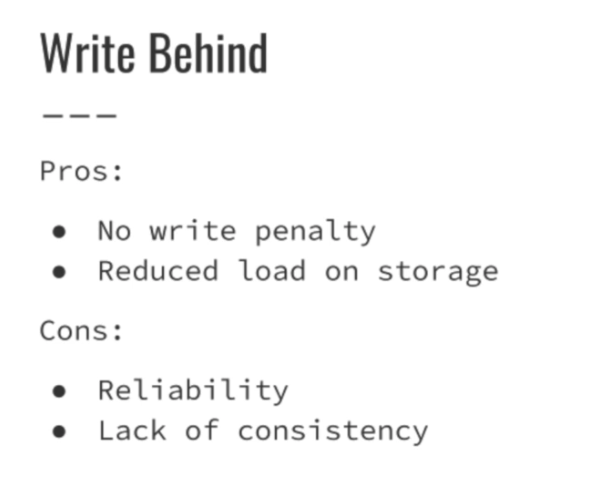 Write Behind
———
Pros:
● No write penalty
● Reduced load on storage
Cons:
● Reliability
● Lack of consistency